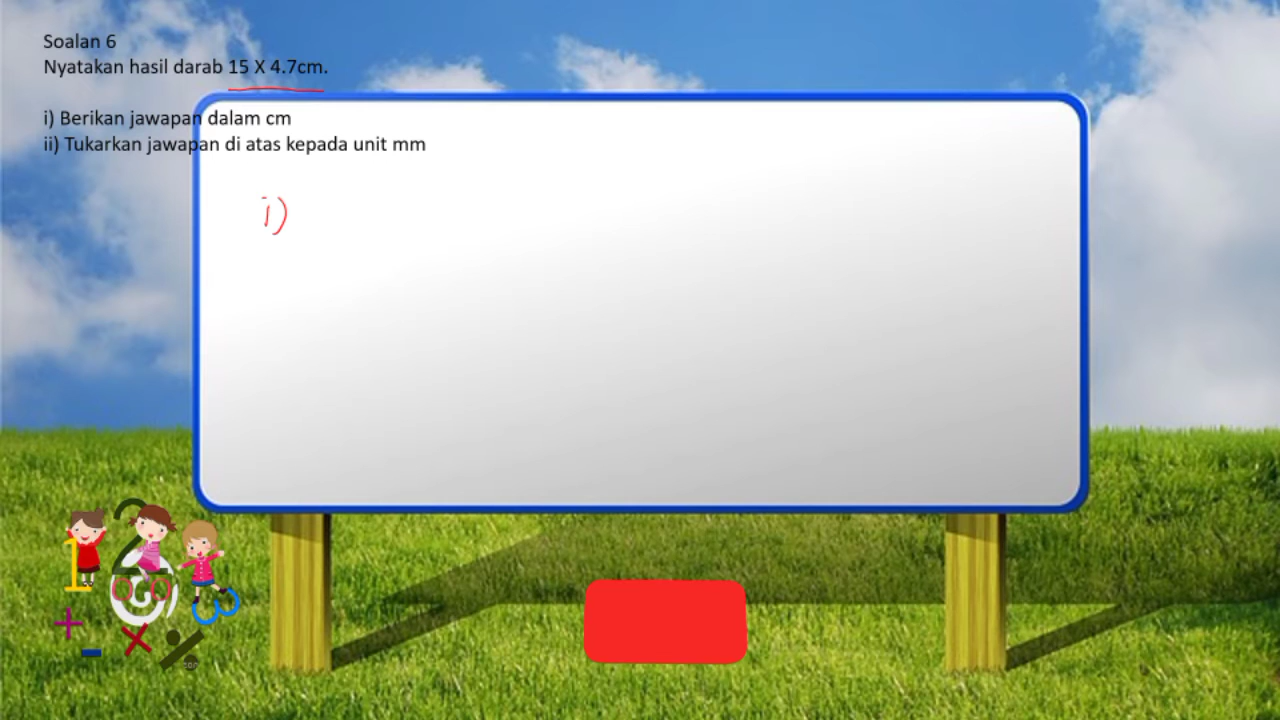 Soalan 6
Nyatakan hasil darab 15 X 4.7cm.
i) Berikan jawapan dalam cm
ii) Tukarkan jawapan di atas kepada unit mm
i)